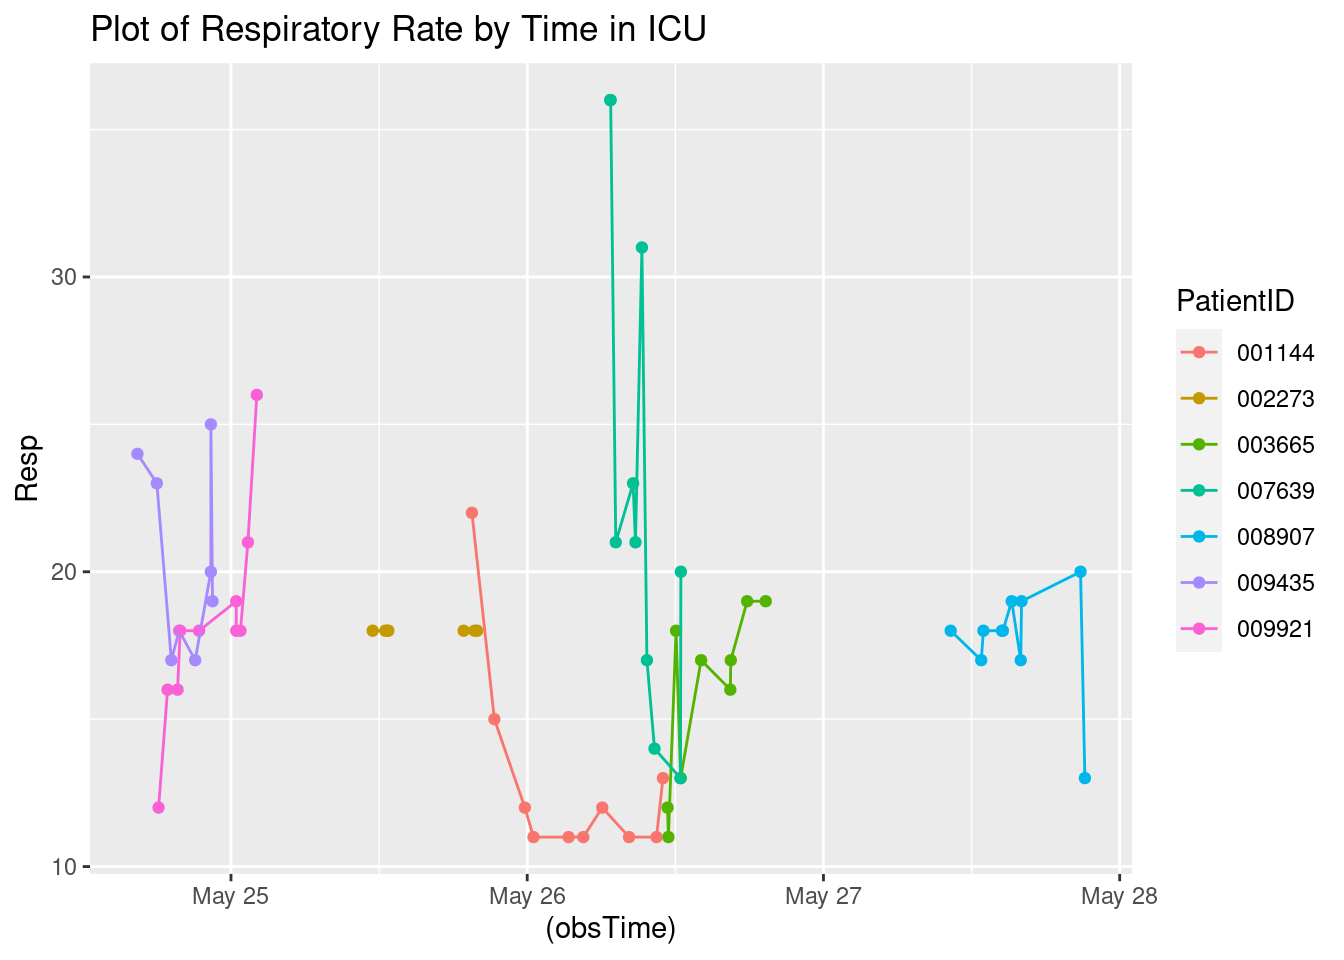 Plot of Respiratory Rate by Time in ICU
Resp
30
20
10
May 25
May 26
May 27
May 28
(obsTime)
PatientID
001144
002273
003665
007639
008907
009435
009921